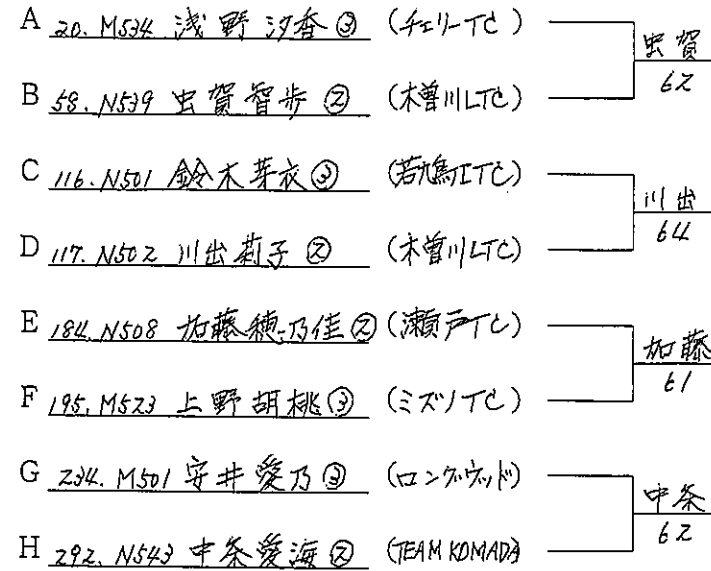 A 20. M534 浅野汐香③ (チェリーTC)
虫賀
62
B 58. N539 虫賀智歩② (木曽川LTC)
C 116. N501 鈴木芽衣③ (若鳩ITC)
川出
64
D 117. N502 川出莉子② (木曽川LTC)
E 184. N508 加藤穂乃佳② (瀬戸TC)
加藤
61
F 195. M523 上野胡桃③ (ミズノTC)
G 234. M501 安井愛乃③ (ロングウッド)
中条
62
H 292. N543 中条愛海② (TEAM KOMADA)